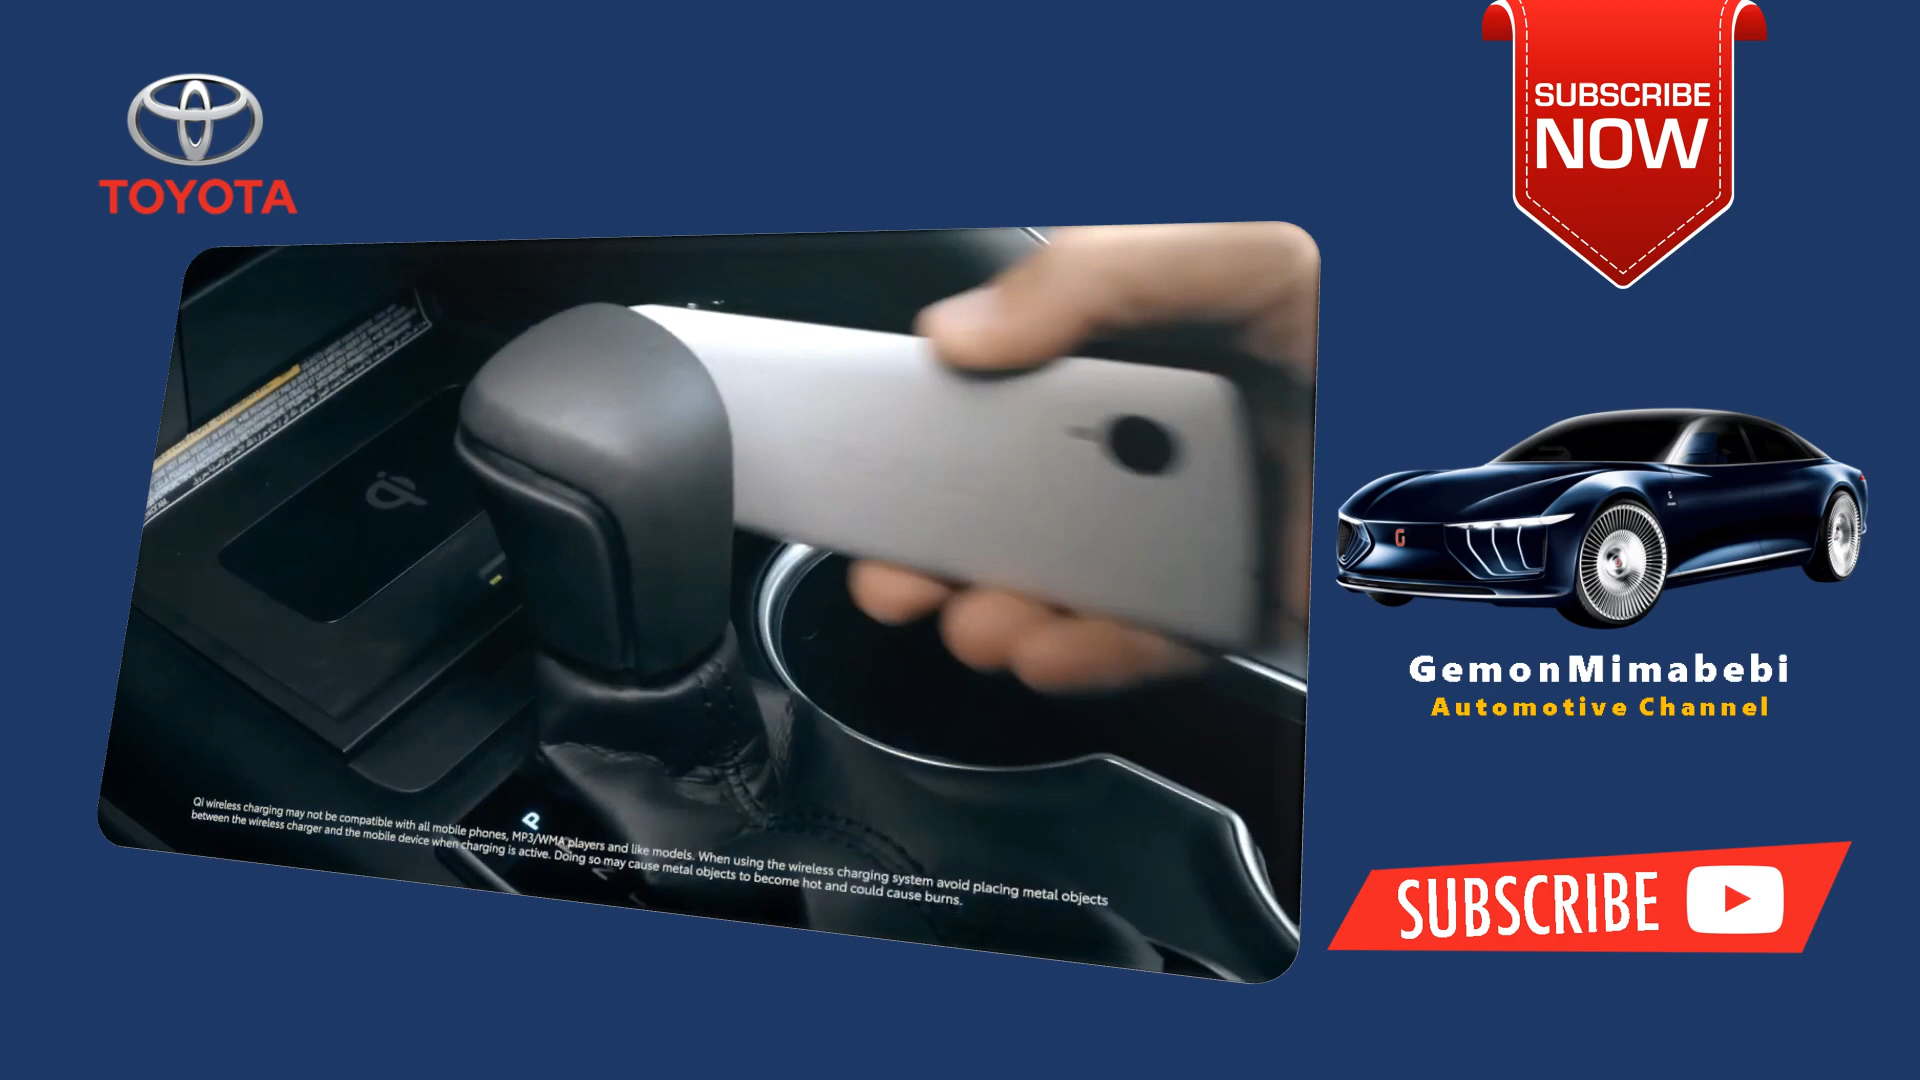 TOYOTA
SUBSCRIBE
NOW
Qi wireless charging may not be compatible with all mobile phones, MP3/WMA players and like models. When using the wireless charging system avoid placing metal objects
between the wireless charger and the mobile device when charging is active. Doing so may cause metal objects to become hot and could cause burns.
P
G
GemonMimabebi
Automotive Channel
SUBSCRIBE